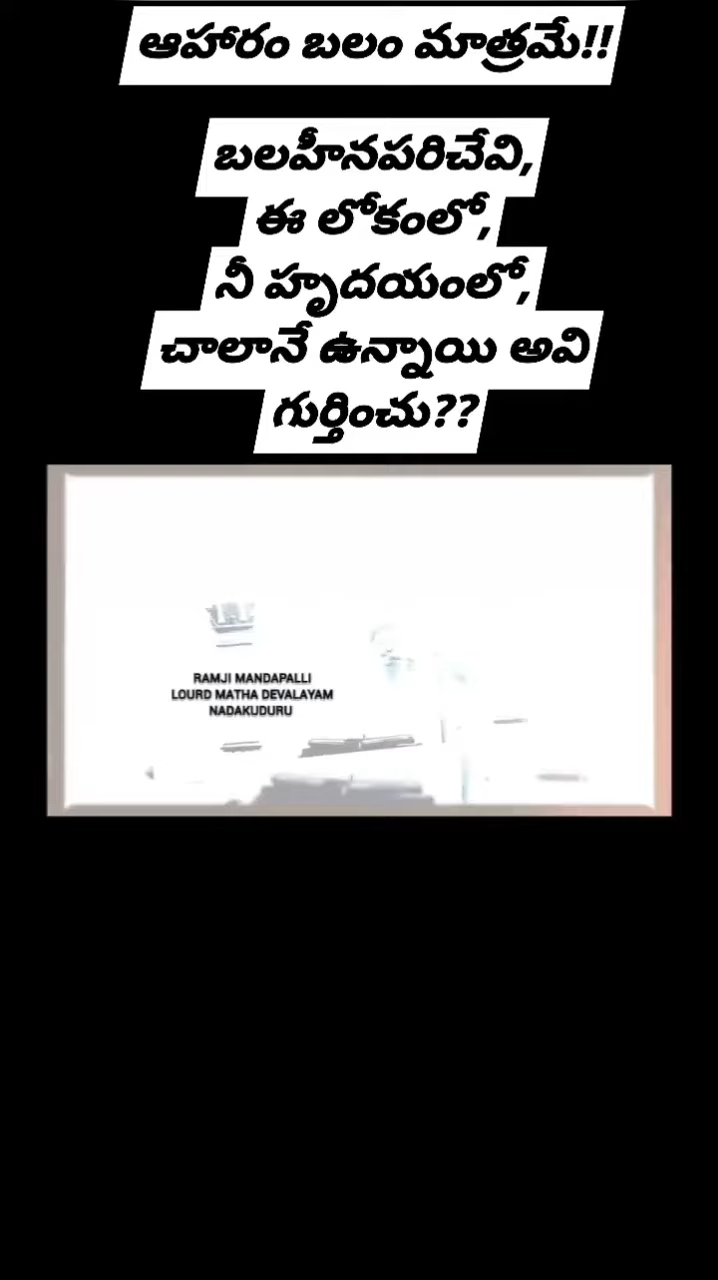 ఆహారం బలం మాత్రమే!!
బలహీనపరిచేవి,
ఈ లోకంలో,
నీ హృదయంలో,
చాలానే ఉన్నాయి అవి
గుర్తించు??
RAMJI MANDAPALLI
LOURD MATHA DEVALAYAM
NADAKUDURU